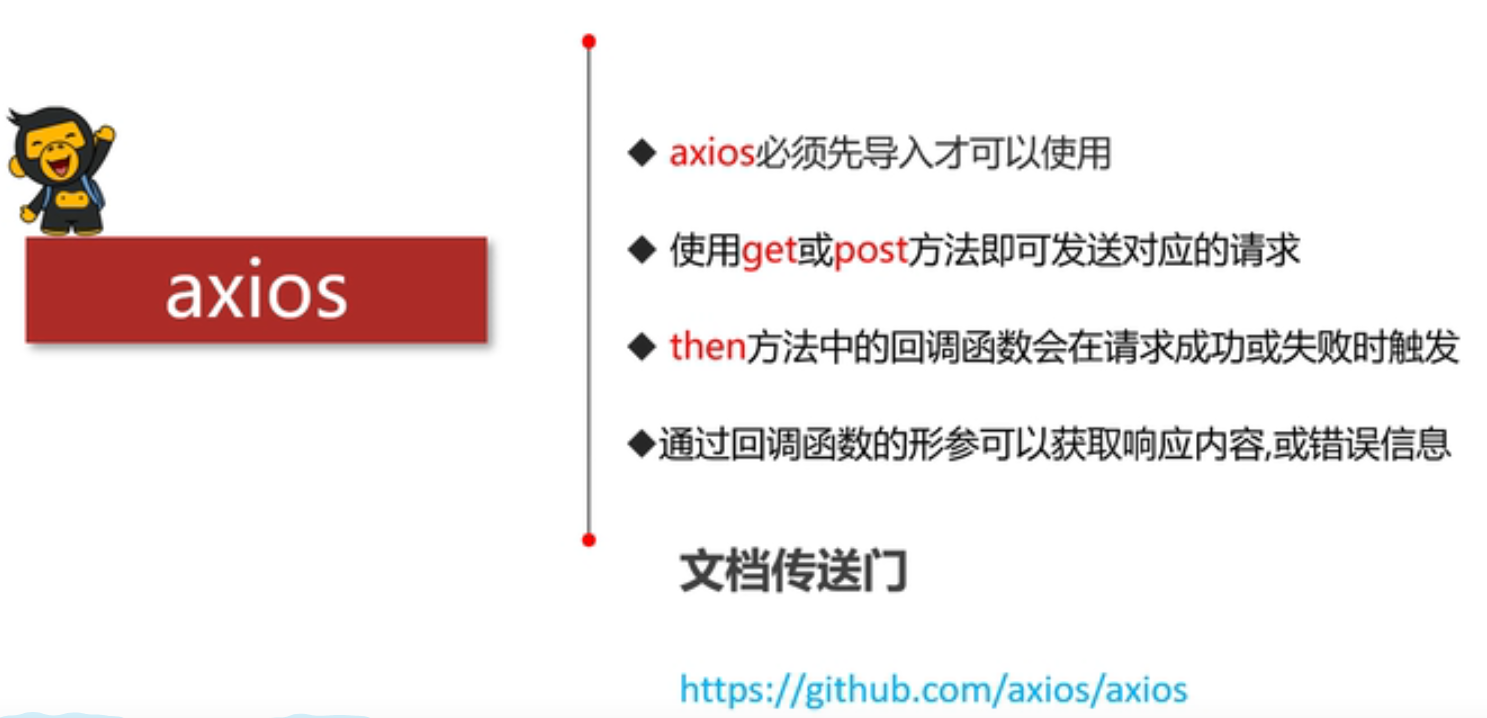 axios
◆ axios必须先导入才可以使用
◆ 使用get或post方法即可发送对应的请求
◆ then方法中的回调函数会在请求成功或失败时触发
◆通过回调函数的形参可以获取响应内容,或错误信息
文档传送门
https://github.com/axios/axios